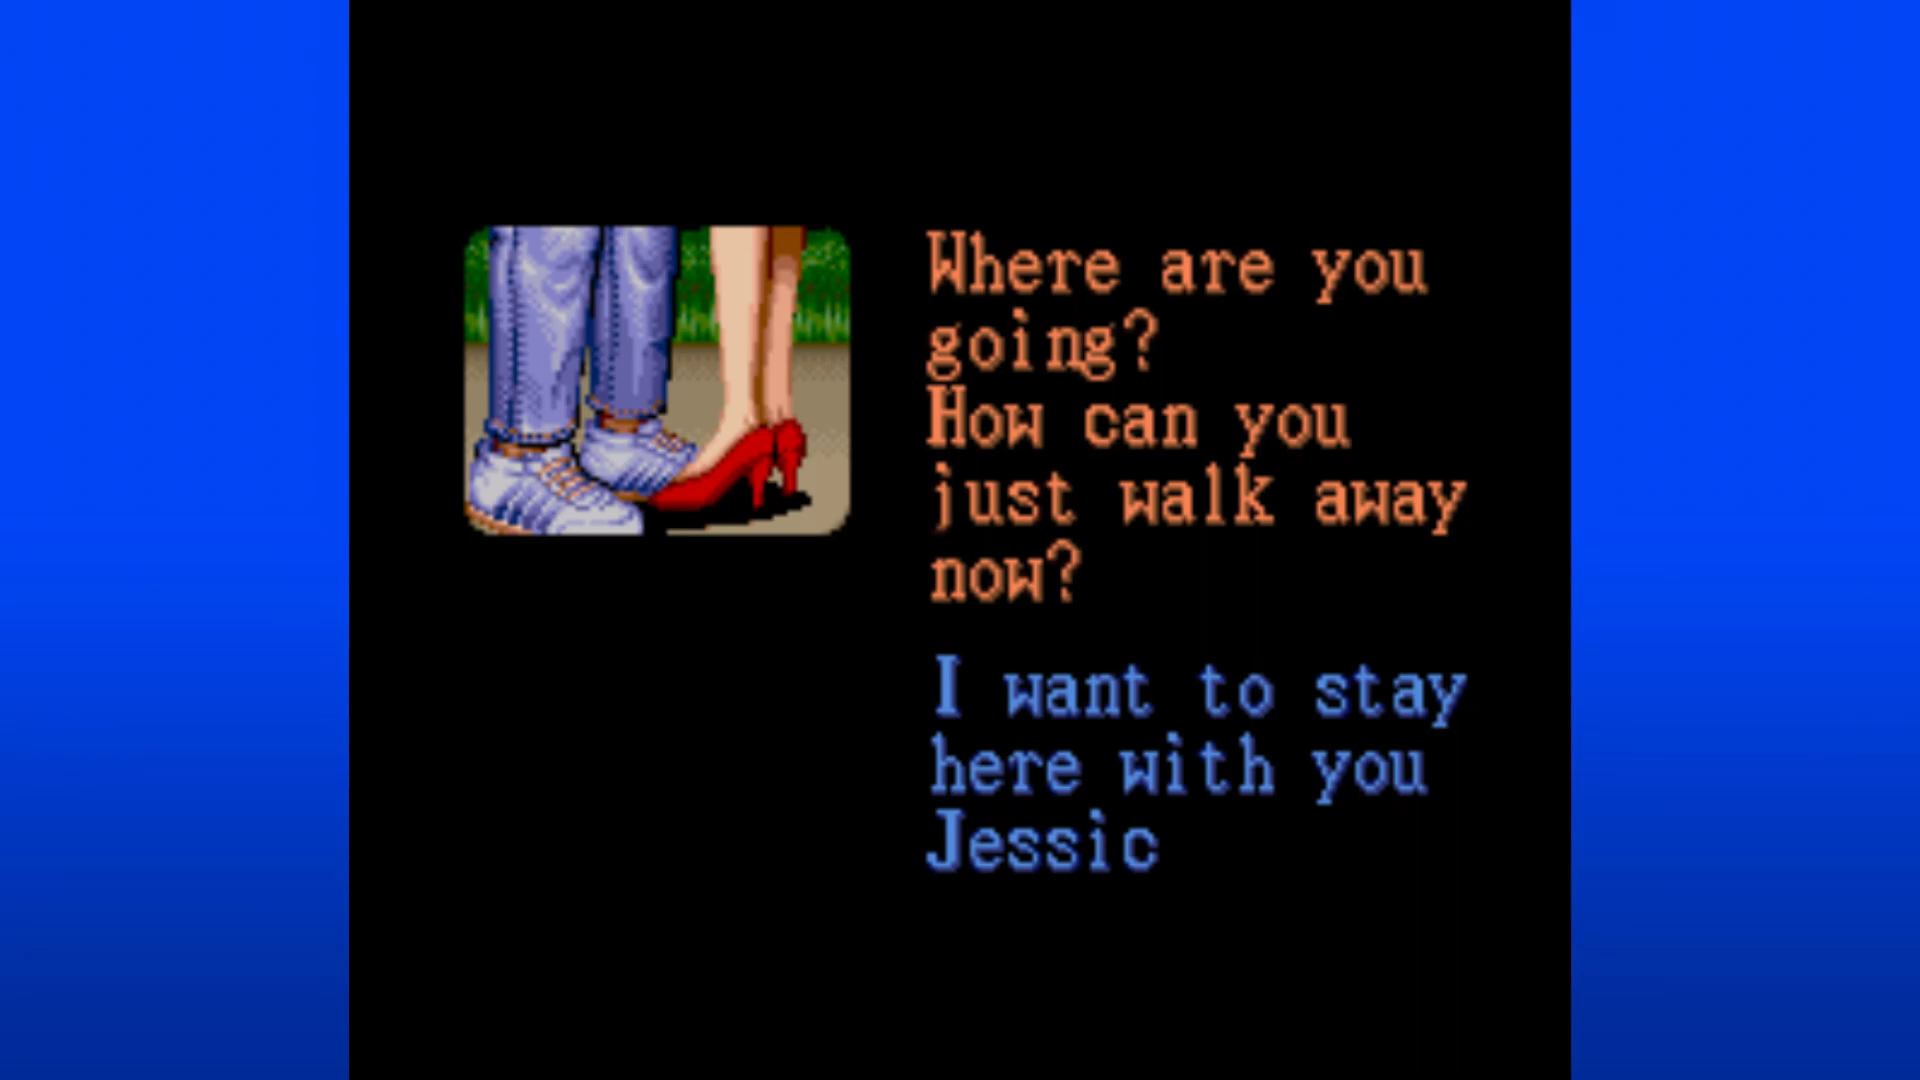 Where are you
going?
How can you
just walk away
now?
I want to stay
here with you
Jessic